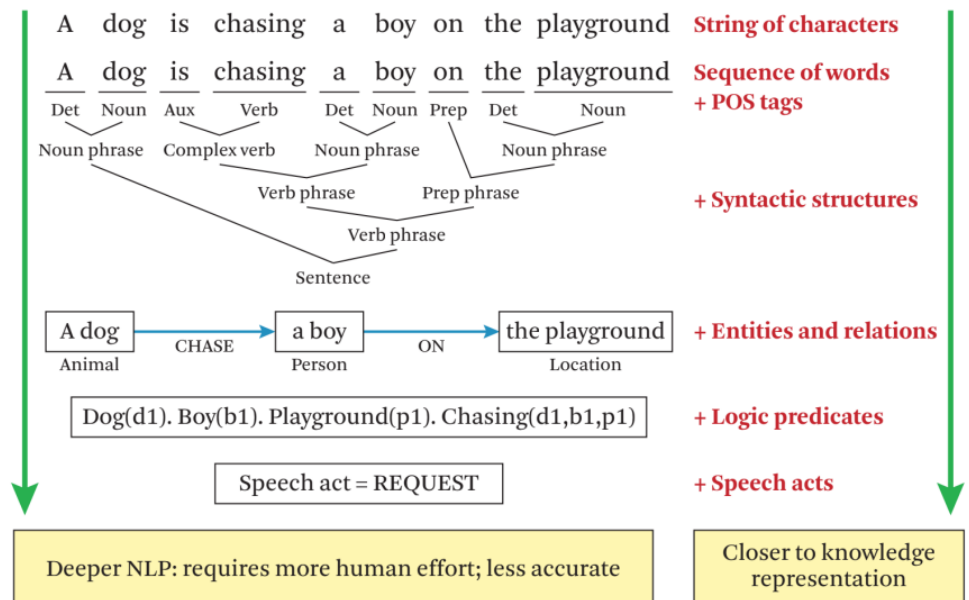 A dog is chasing a boy on the playground String of characters
A dog is chasing a boy on the playground Sequence of words
+ POS tags
Det Noun Aux Verb Det Noun Prep Det Noun
Noun phrase Complex verb Noun phrase Noun phrase
Verb phrase Prep phrase
+ Syntactic structures
Verb phrase
Sentence
A dog CHASE a boy ON the playground + Entities and relations
Animal Person Location
Dog(d1). Boy(b1). Playground(p1). Chasing(d1,b1,p1) + Logic predicates
Speech act = REQUEST + Speech acts
Deeper NLP: requires more human effort; less accurate
Closer to knowledge
representation